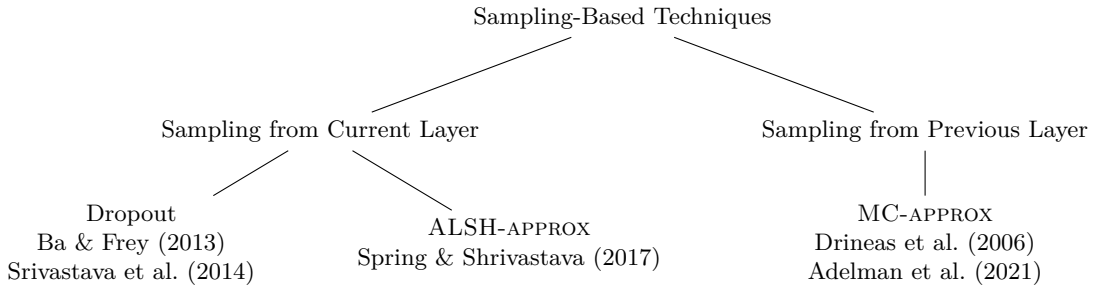 Sampling-Based Techniques
Sampling from Current Layer
Sampling from Previous Layer
Dropout
Ba & Frey (2013)
Srivastava et al. (2014)
ALSH-APPROX
Spring & Shrivastava (2017)
MC-APPROX
Drineas et al. (2006)
Adelman et al. (2021)